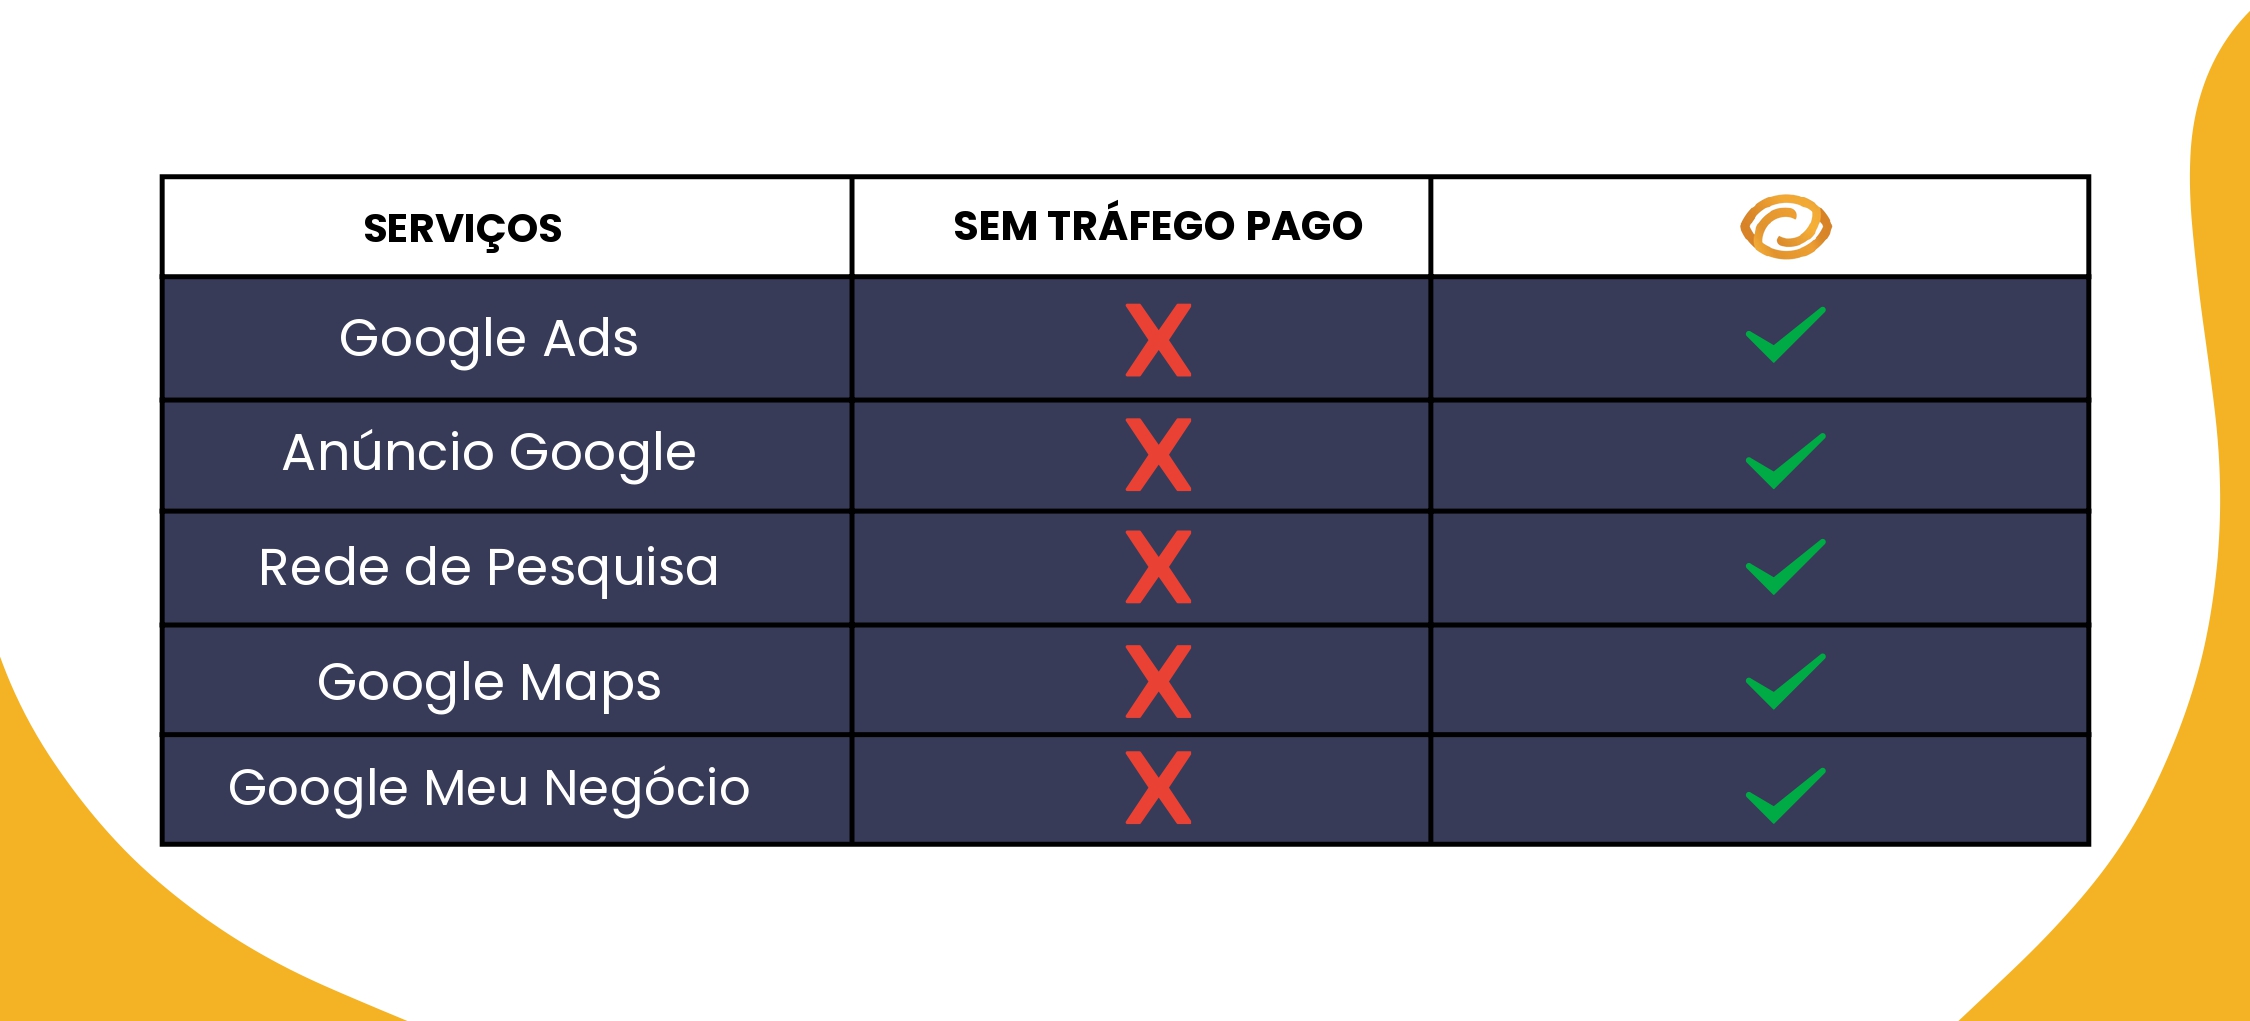 SERVIÇOS
SEM TRÁFEGO PAGO
Google Ads
X
Anúncio Google
X
Rede de Pesquisa
X
Google Maps
X
Google Meu Negócio
X